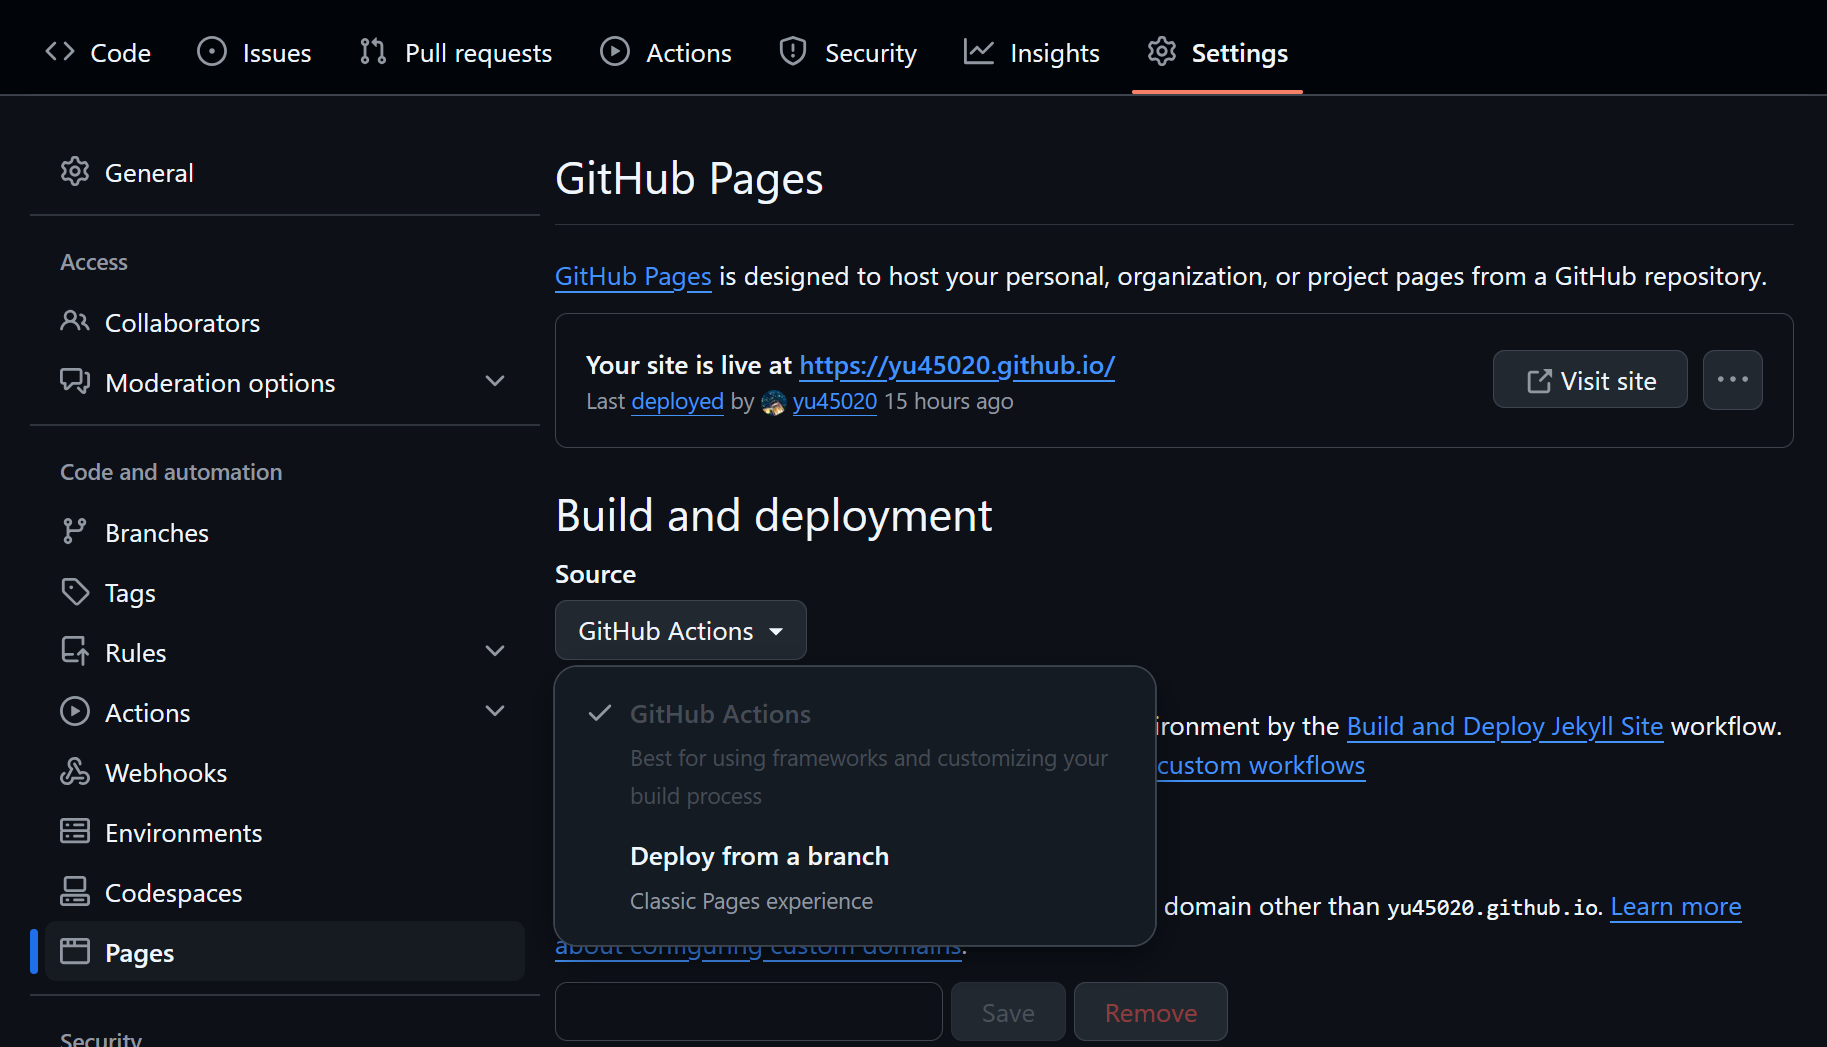 Code Issues Pull requests Actions Security Insights Settings
General
Access
Collaborators
Moderation options
Code and automation
Branches
Tags
Rules
Actions
Webhooks
Environments
Codespaces
Pages
Security
GitHub Pages
GitHub Pages is designed to host your personal, organization, or project pages from a GitHub repository.
Your site is live at https://yu45020.github.io/
Last deployed by yu45020 15 hours ago
Visit site
Build and deployment
Source
GitHub Actions
GitHub Actions
Best for using frameworks and customizing your
build process
Deploy from a branch
Classic Pages experience
ironment by the Build and Deploy Jekyll Site workflow.
custom workflows
domain other than yu45020.github.io. Learn more
about configuring custom domains.
Save Remove